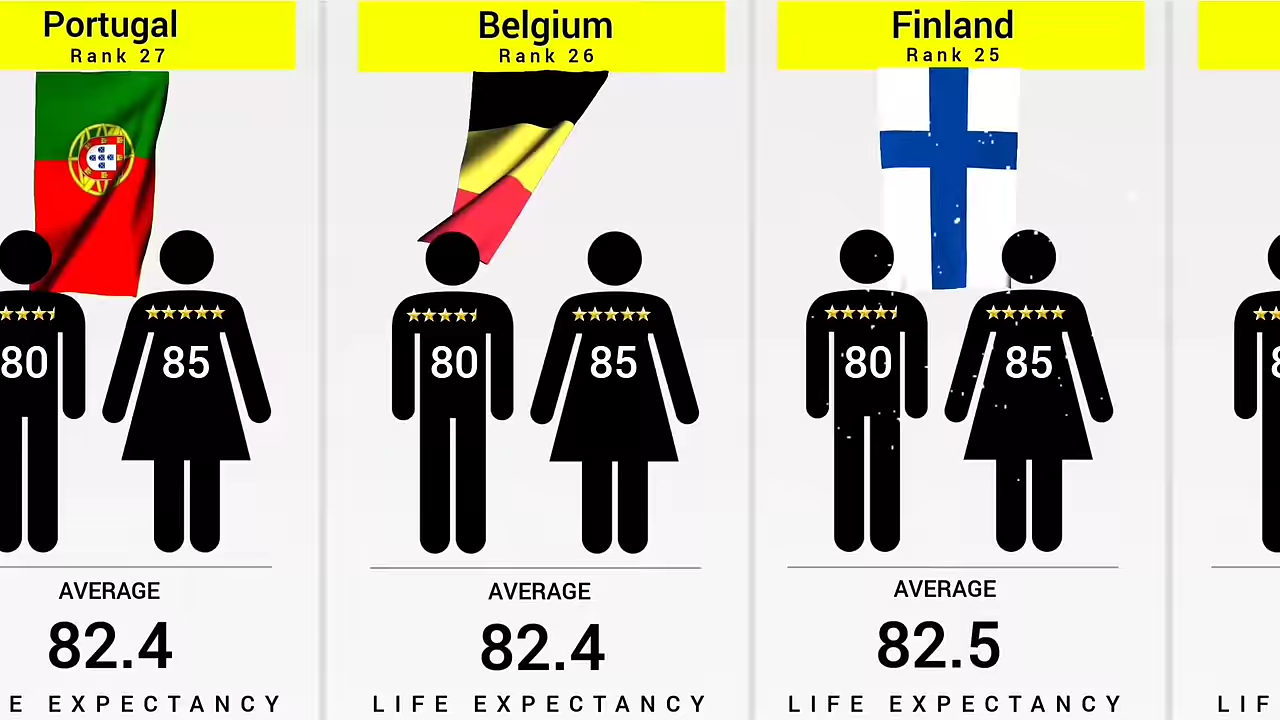 Portugal
Rank 27
80
85
AVERAGE
82.4
E EXPECTANCY
Belgium
Rank 26
80
85
AVERAGE
82.4
LIFE EXPECTANCY
Finland
Rank 25
80
85
AVERAGE
82.5
LIFE EXPECTANCY
LIF